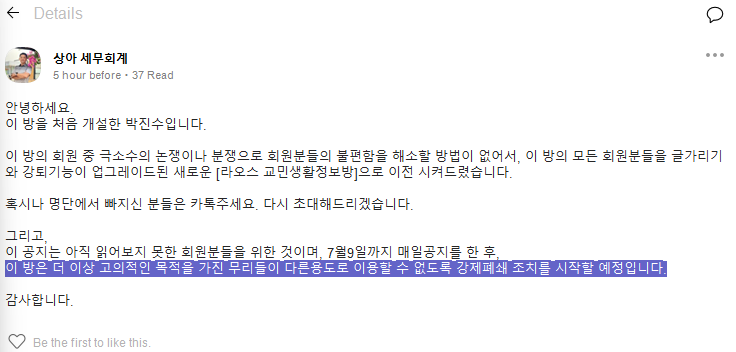 Details
상아 세무회계
5 hour before • 37 Read
안녕하세요.
이 방을 처음 개설한 박진수입니다.
이 방의 회원 중 극소수의 논쟁이나 분쟁으로 회원분들의 불편함을 해소할 방법이 없어서, 이 방의 모든 회원분들을 글가리기
와 강퇴기능이 업그레이드된 새로운 [라오스 교민생활정보방]으로 이전 시켜드렸습니다.
혹시나 명단에서 빠지신 분들은 카톡주세요. 다시 초대해드리겠습니다.
그리고,
이 공지는 아직 읽어보지 못한 회원분들을 위한 것이며, 7월9일까지 매일공지를 한 후,
이 방은 더 이상 고의적인 목적을 가진 무리들이 다른용도로 이용할 수 없도록 강제폐쇄 조치를 시작할 예정입니다.
감사합니다.
Be the first to like this.